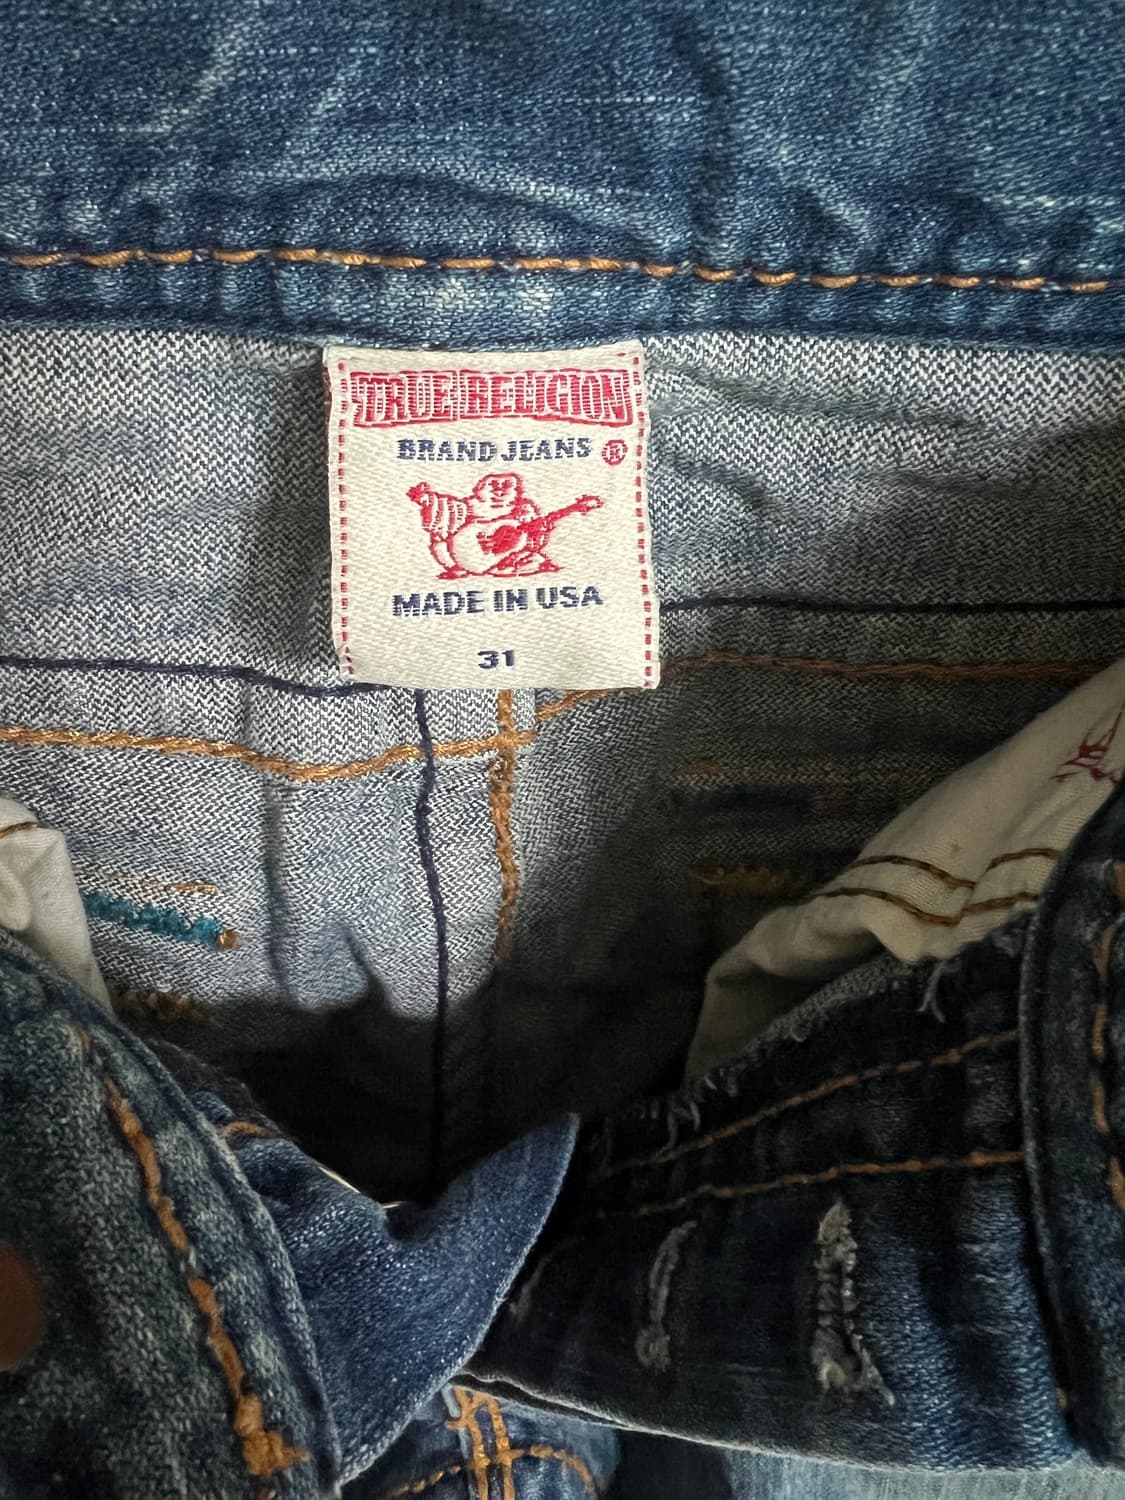 TRUE RELIGION
BRAND JEANS ®
MADE IN USA
31